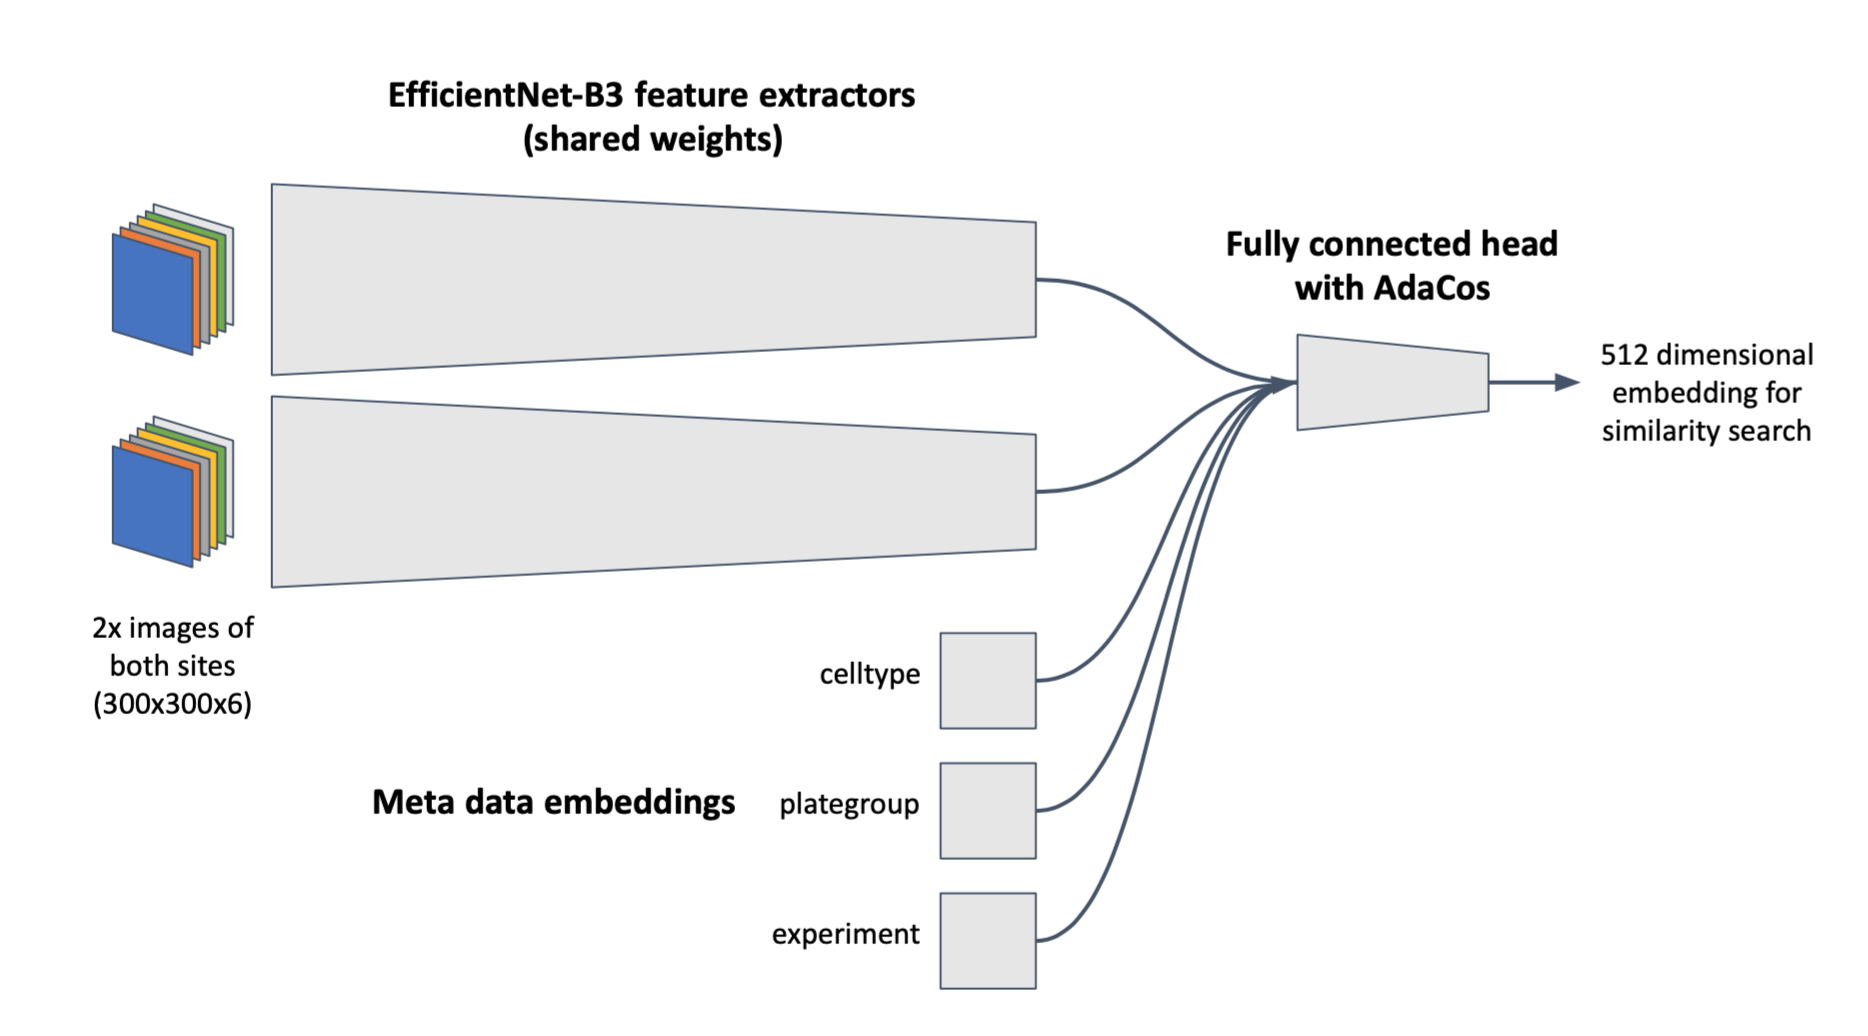 EfficientNet-B3 feature extractors
(shared weights)
Fully connected head
with AdaCos
512 dimensional
embedding for
similarity search
2x images of
both sites
(300x300x6)
celltype
Meta data embeddings
plategroup
experiment